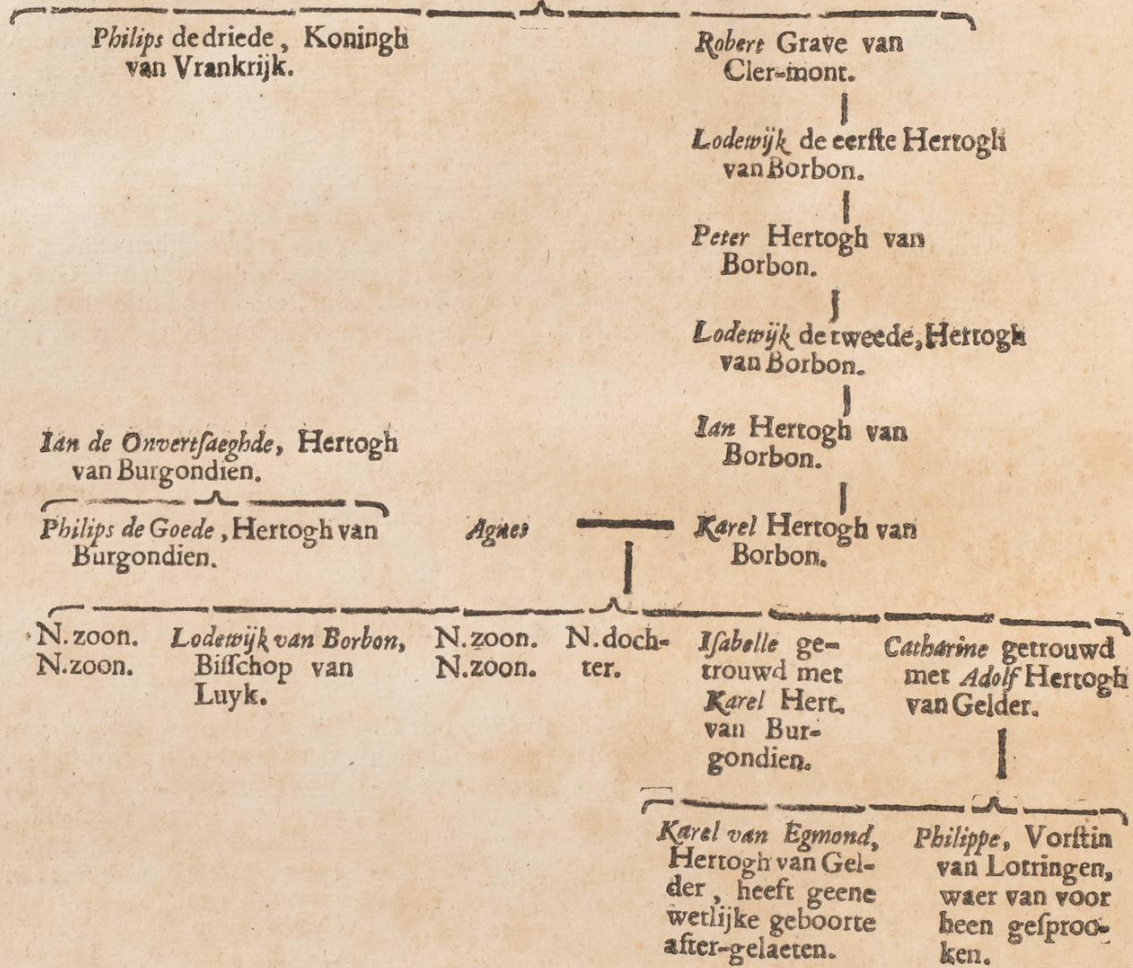 Philips de driede, Koningh
van Vrankrijk.
Robert Grave van
Cler-mont.
Lodewijk de eerſte Hertogh
van Borbon.
Peter Hertogh van
Borbon.
Lodewijk de tweede, Hertogh
van Borbon.
Ian Hertogh van
Borbon.
Ian de Onvertſaeghde, Hertogh
van Burgondien.
Philips de Goede, Hertogh van
Burgondien.
Agnes
Karel Hertogh van
Borbon.
N. zoon.
N. zoon.
Lodewijk van Borbon,
Biſſchop van
Luyk.
N. zoon.
N. zoon.
N. doch-
ter.
Iſabelle ge-
trouwd met
Karel Hert.
van Bur-
gondien.
Catharine getrouwd
met Adolf Hertogh
van Gelder.
Karel van Egmond,
Hertogh van Gel-
der, heeft geene
wetlijke geboorte
after-gelaeten.
Philippe, Vorſtin
van Lotringen,
waer van voor
heen geſproo-
ken.